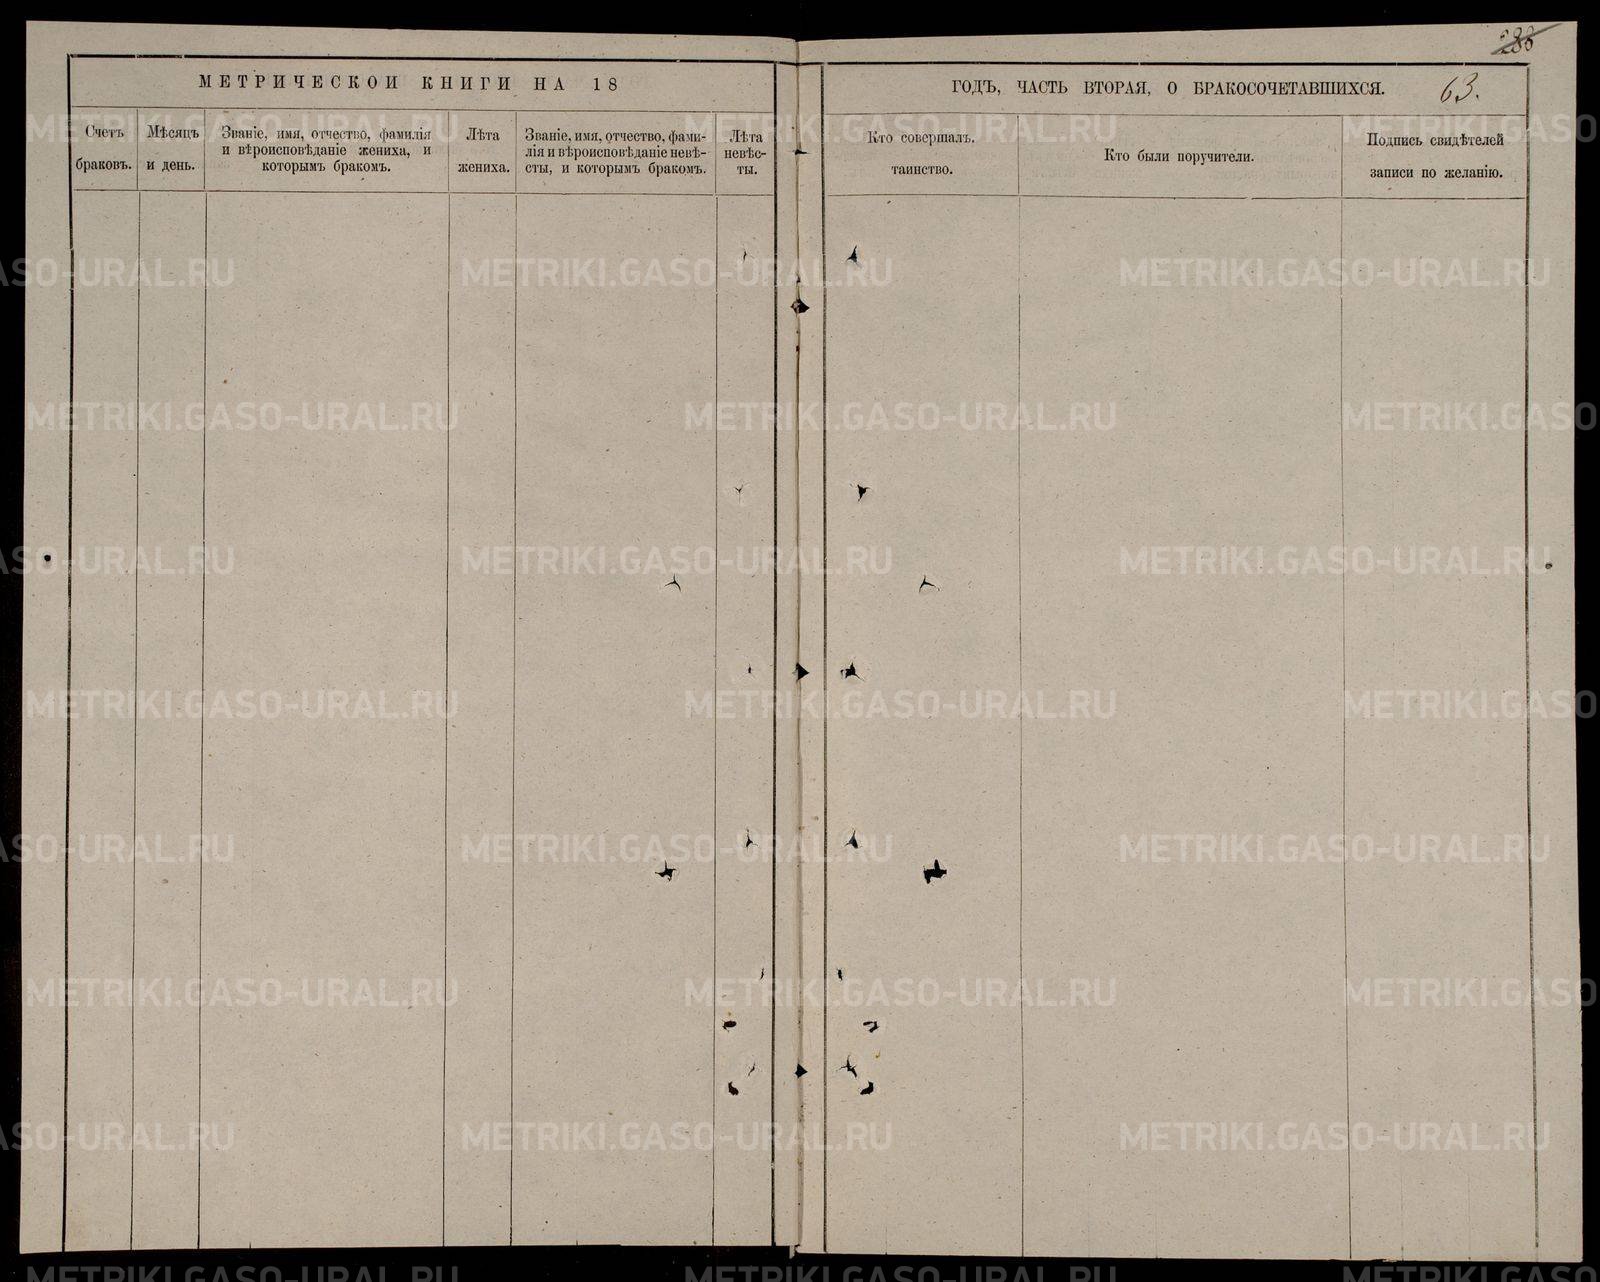 283
МЕТРИЧЕСКОЙ КНИГИ НА 18
ГОДЪ, ЧАСТЬ ВТОРАЯ, О БРАКОСОЧЕТАВШИХСЯ.
63.
Счетъ
браковъ.
Мѣсяцъ
и день.
Званіе, имя, отчество, фамилія
и вѣроисповѣданіе жениха, и
которымъ бракомъ.
Лѣта
жениха.
Званіе, имя, отчество, фами-
лія и вѣроисповѣданіе невѣ-
сты, и которымъ бракомъ.
Лѣта
невѣс-
ты.
Кто совершалъ.
таинство.
Кто были поручители.
Подпись свидѣтелей
записи по желанію.
METRIKI.GASO-URAL.RU